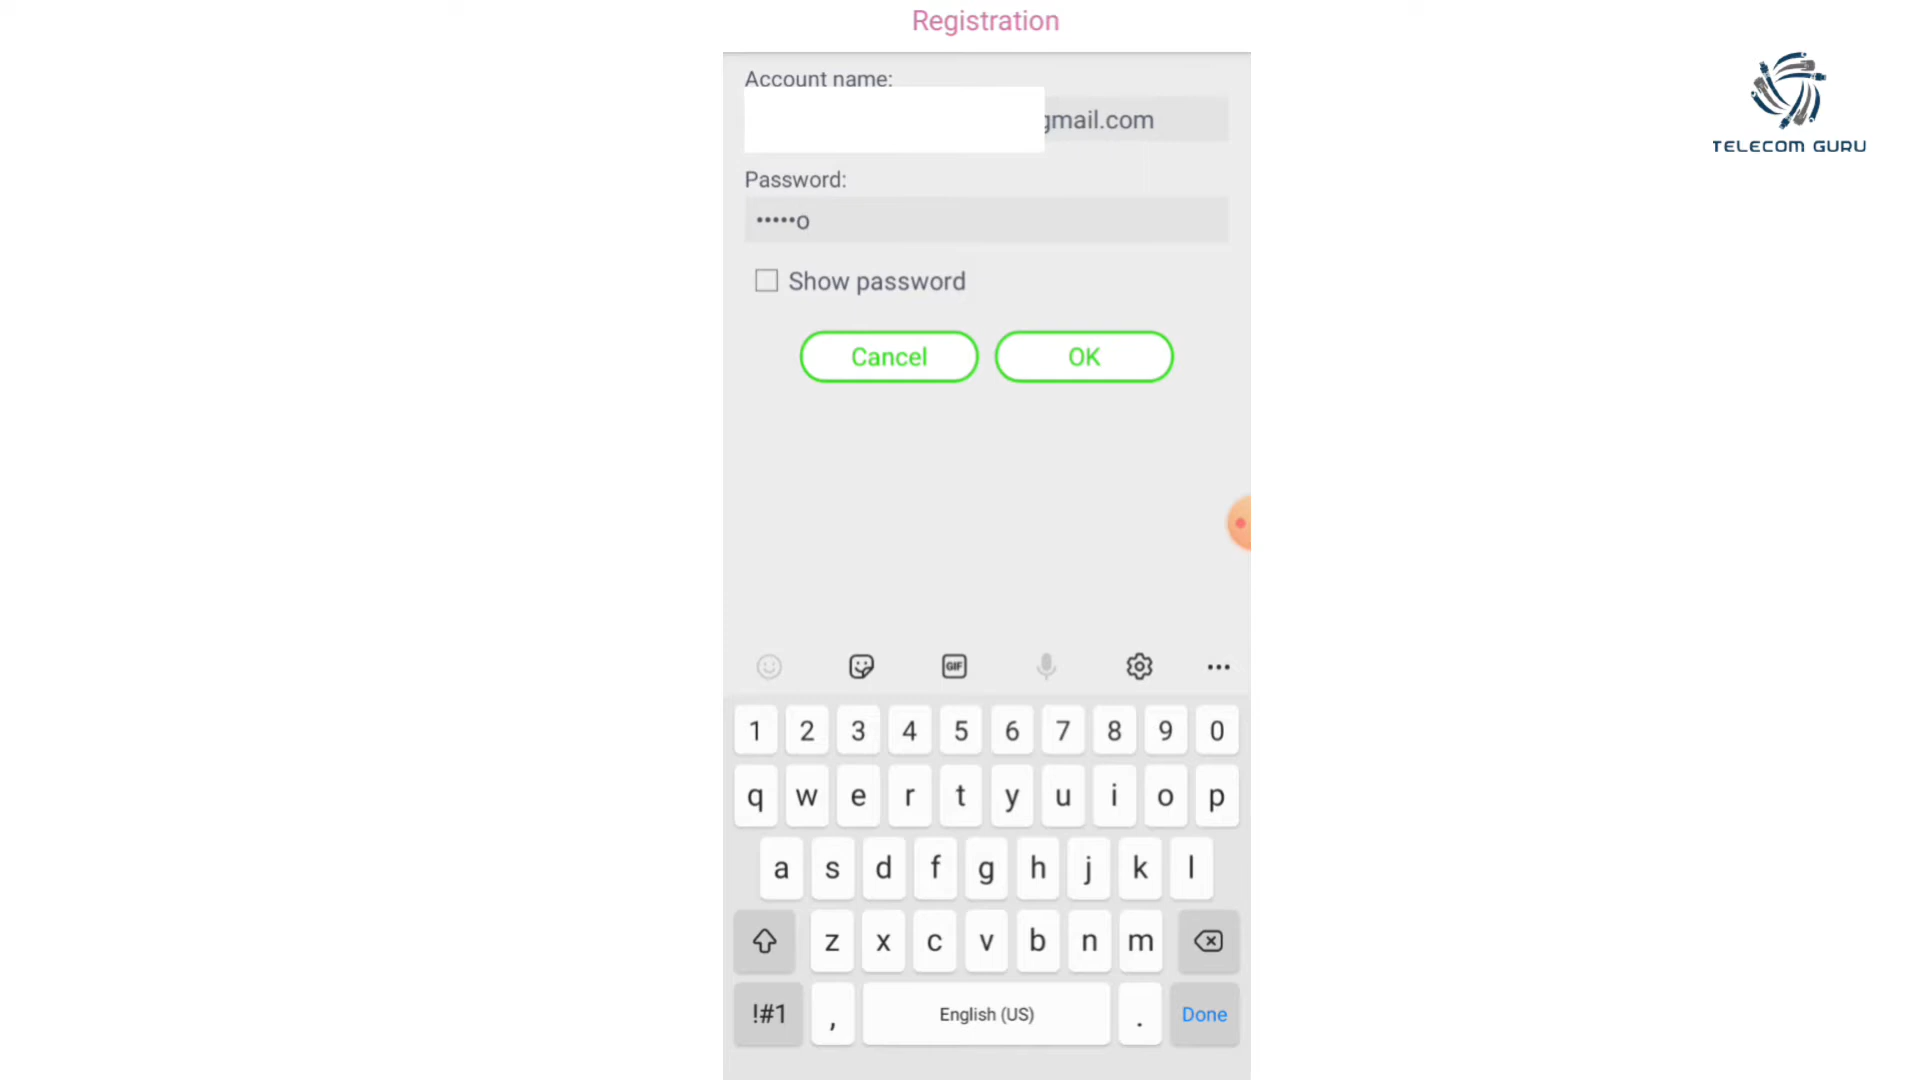 Registration
TELECOM GURU
Account name:
gmail.com
Password:
•••••o
Show password
Cancel OK
GIF
1 2 3 4 5 6 7 8 9 0
q w e r t y u i o p
a s d f g h j k l
z x c v b n m
!#1 , English (US) . Done